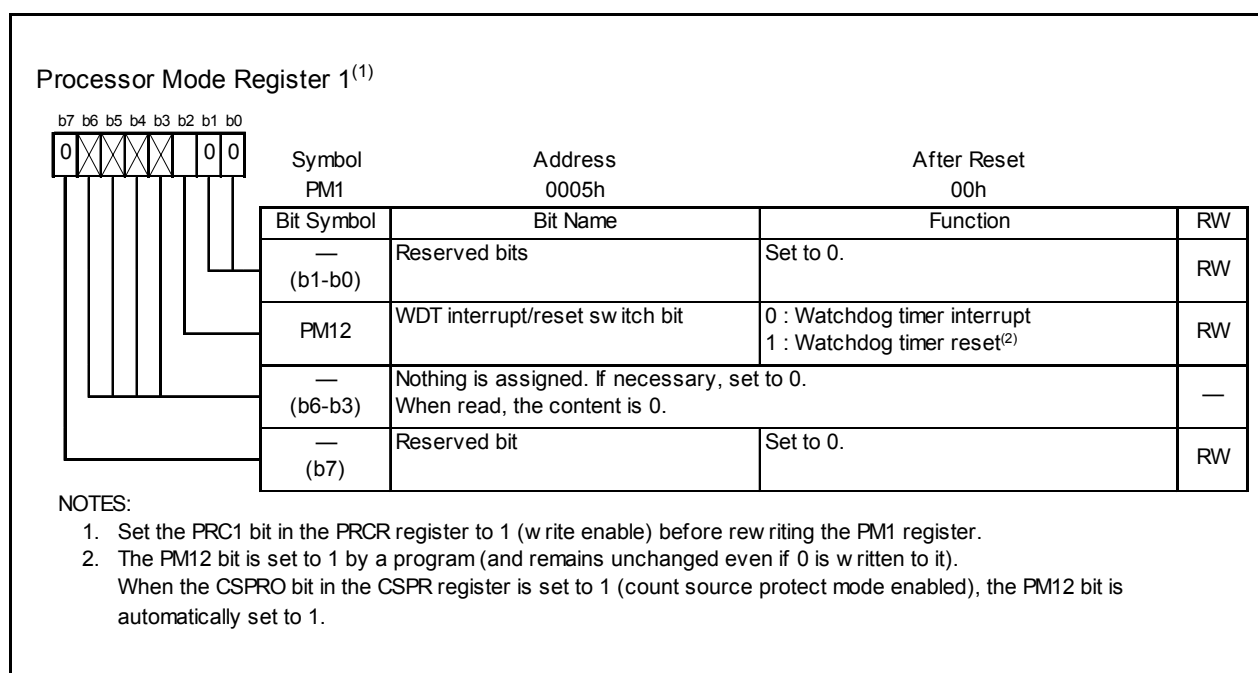 Processor Mode Register 1(1)
b7 b6 b5 b4 b3 b2 b1 b0
0 0 0
Symbol Address After Reset
PM1 0005h 00h
Bit Symbol Bit Name Function RW
— (b1-b0) Reserved bits Set to 0. RW
PM12 WDT interrupt/reset switch bit 0 : Watchdog timer interrupt
1 : Watchdog timer reset(2) RW
— (b6-b3) Nothing is assigned. If necessary, set to 0.
When read, the content is 0. —
— (b7) Reserved bit Set to 0. RW
NOTES:
1. Set the PRC1 bit in the PRCR register to 1 (write enable) before rewriting the PM1 register.
2. The PM12 bit is set to 1 by a program (and remains unchanged even if 0 is written to it).
When the CSPRO bit in the CSPR register is set to 1 (count source protect mode enabled), the PM12 bit is
automatically set to 1.